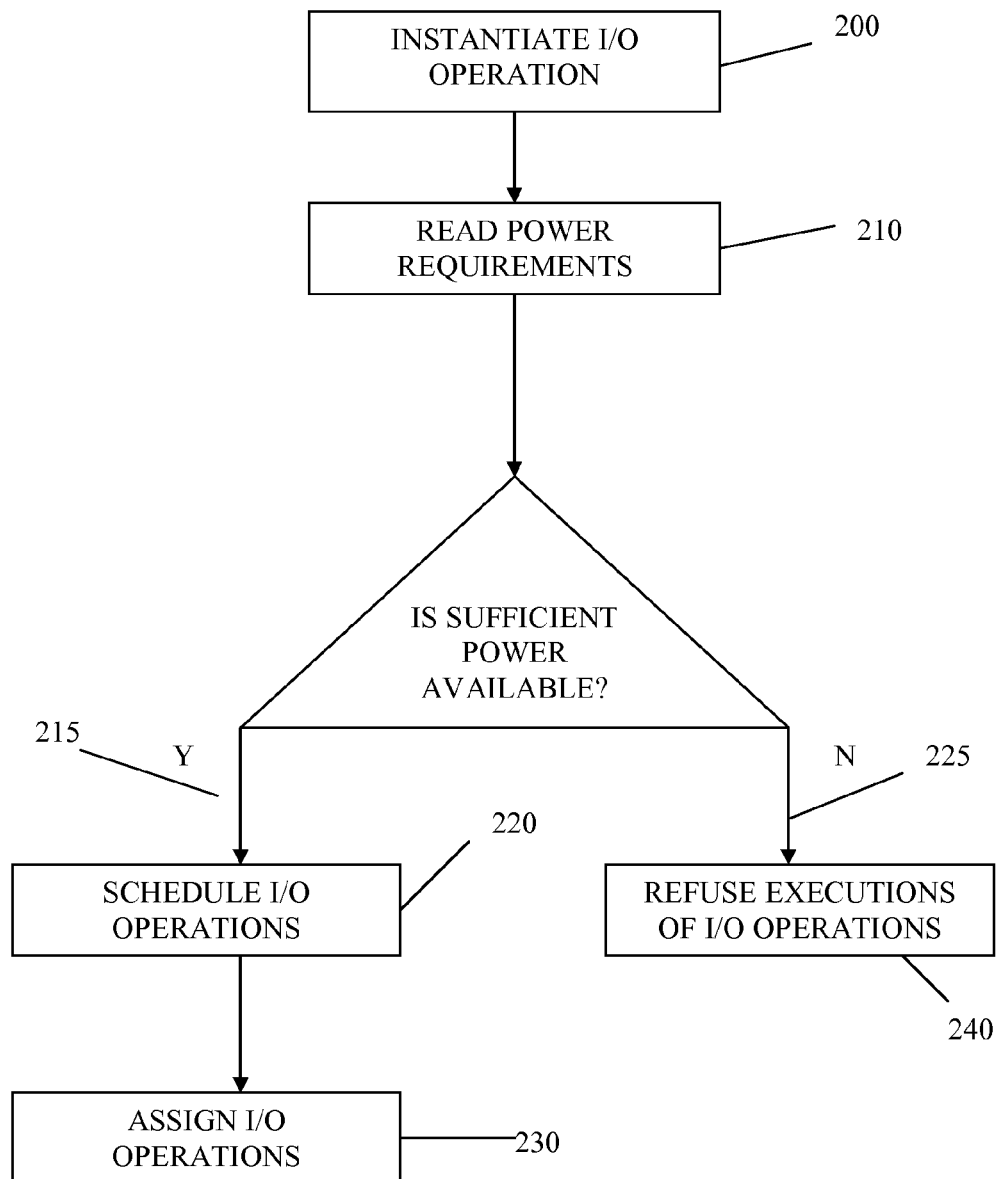 INSTANTIATE I/O
OPERATION
200
READ POWER
REQUIREMENTS
210
IS SUFFICIENT
POWER
AVAILABLE?
215
Y
N
225
220
SCHEDULE I/O
OPERATIONS
REFUSE EXECUTIONS
OF I/O OPERATIONS
240
ASSIGN I/O
OPERATIONS
230